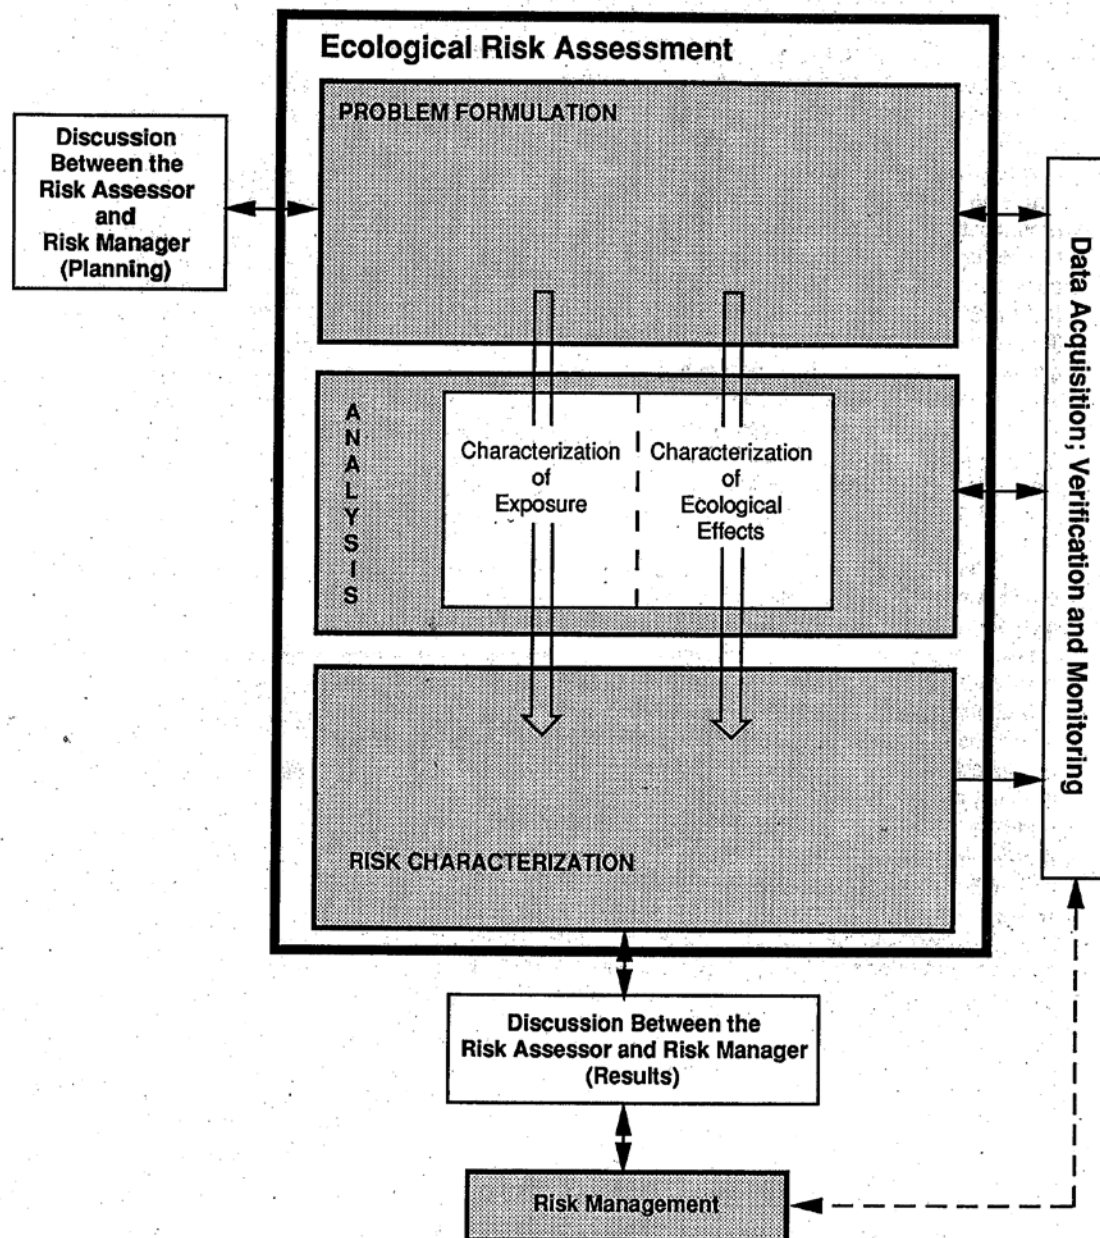 Ecological Risk Assessment
PROBLEM FORMULATION
Discussion
Between the
Risk Assessor
and
Risk Manager
(Planning)
ANALYSIS
Characterization
of
Exposure
Characterization
of
Ecological
Effects
Data Acquisition; Verification and Monitoring
RISK CHARACTERIZATION
Discussion Between the
Risk Assessor and Risk Manager
(Results)
Risk Management